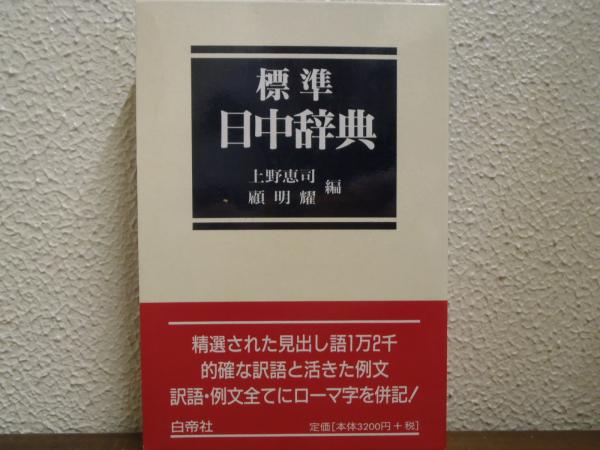 標準
日中辞典
上野恵司
顧明耀
編
精選された見出し語1万2千
的確な訳語と活きた例文
訳語・例文全てにローマ字を併記!
白帝社
定価[本体3200円+税]